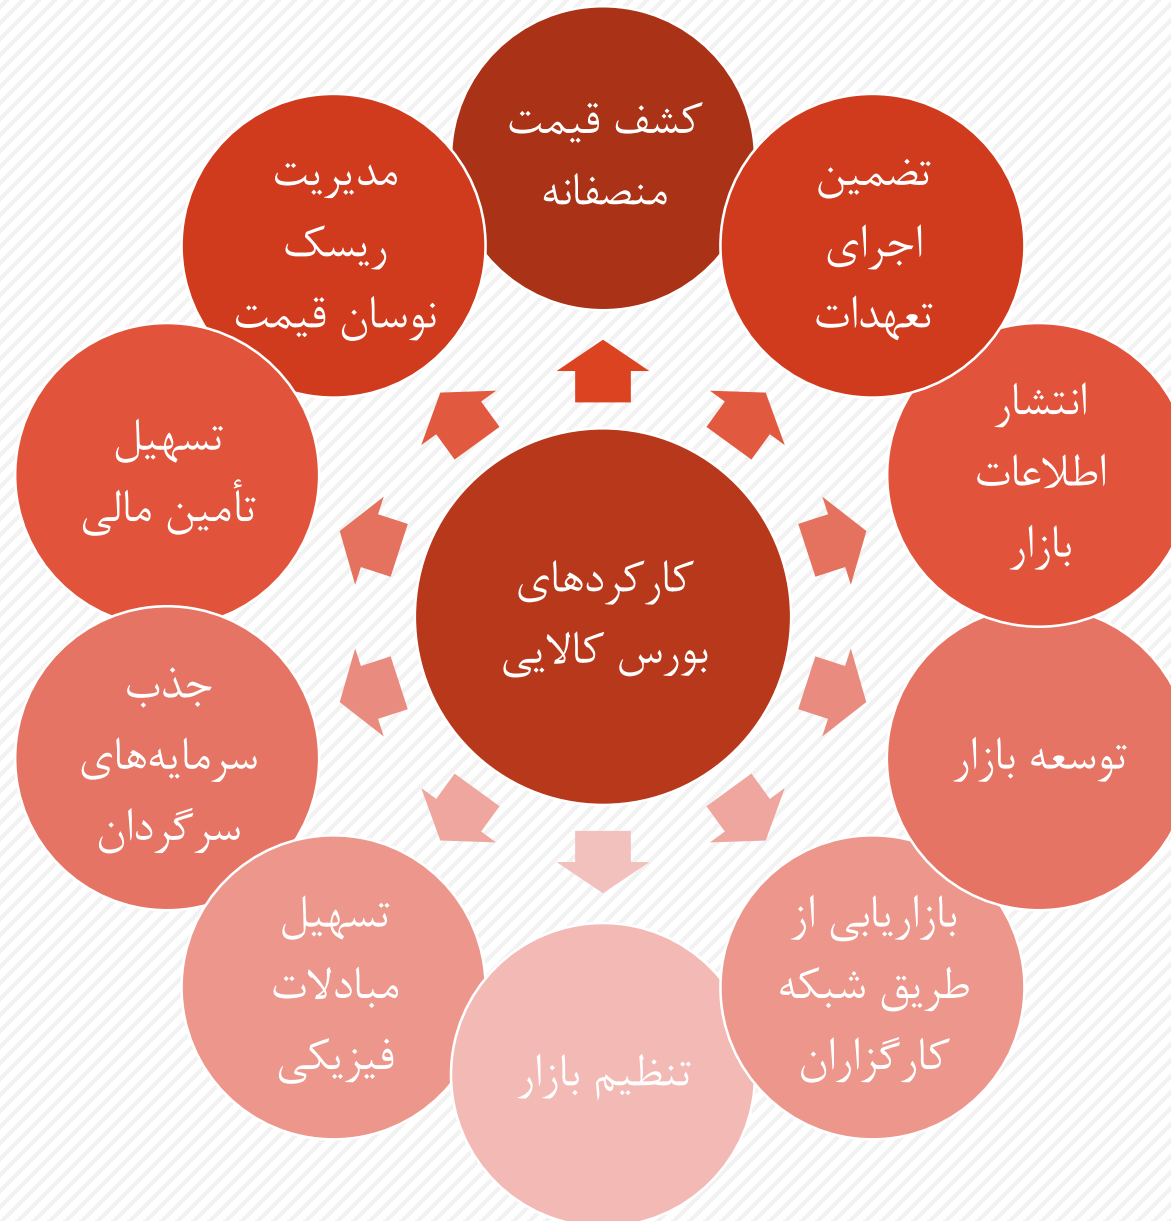 کشف قیمت
منصفانه
تضمین
اجرای
تعهدات
انتشار
اطلاعات
بازار
توسعه بازار
بازاریابی از
طریق شبکه
کارگزاران
تنظیم بازار
تسهیل
مبادلات
فیزیکی
جذب
سرمایه‌های
سرگردان
تسهیل
تأمین مالی
مدیریت
ریسک
نوسان قیمت
کارکردهای
بورس کالایی